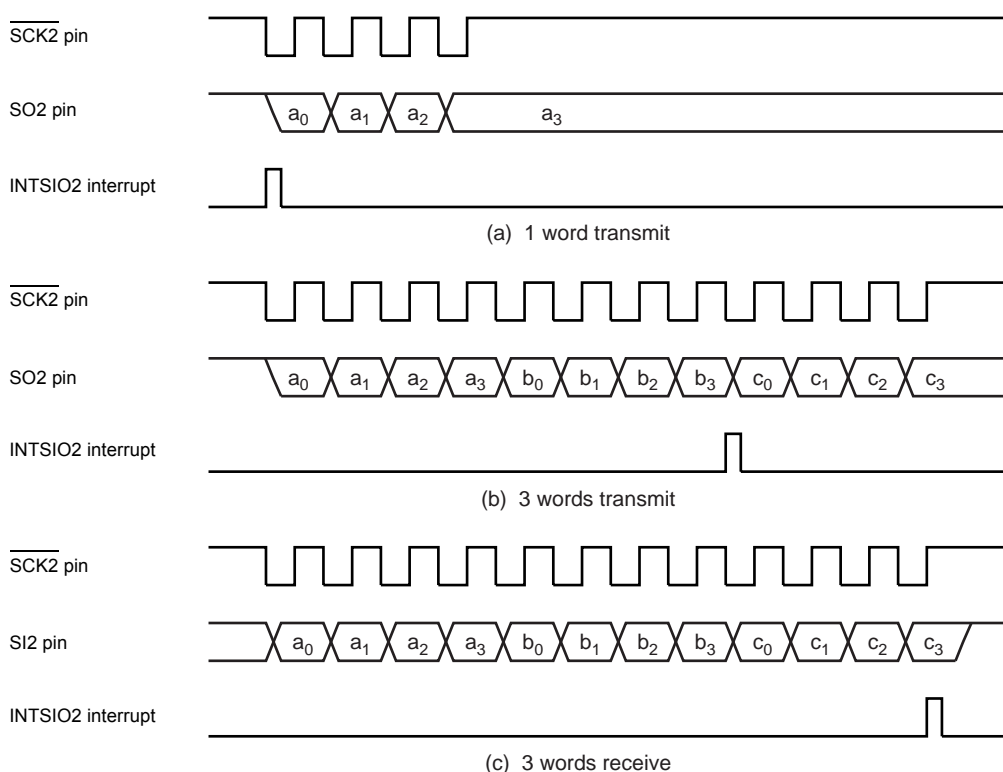 SCK2 pin
SO2 pin
a0 a1 a2 a3
INTSIO2 interrupt
(a) 1 word transmit
SCK2 pin
SO2 pin
a0 a1 a2 a3 b0 b1 b2 b3 c0 c1 c2 c3
INTSIO2 interrupt
(b) 3 words transmit
SCK2 pin
SI2 pin
a0 a1 a2 a3 b0 b1 b2 b3 c0 c1 c2 c3
INTSIO2 interrupt
(c) 3 words receive